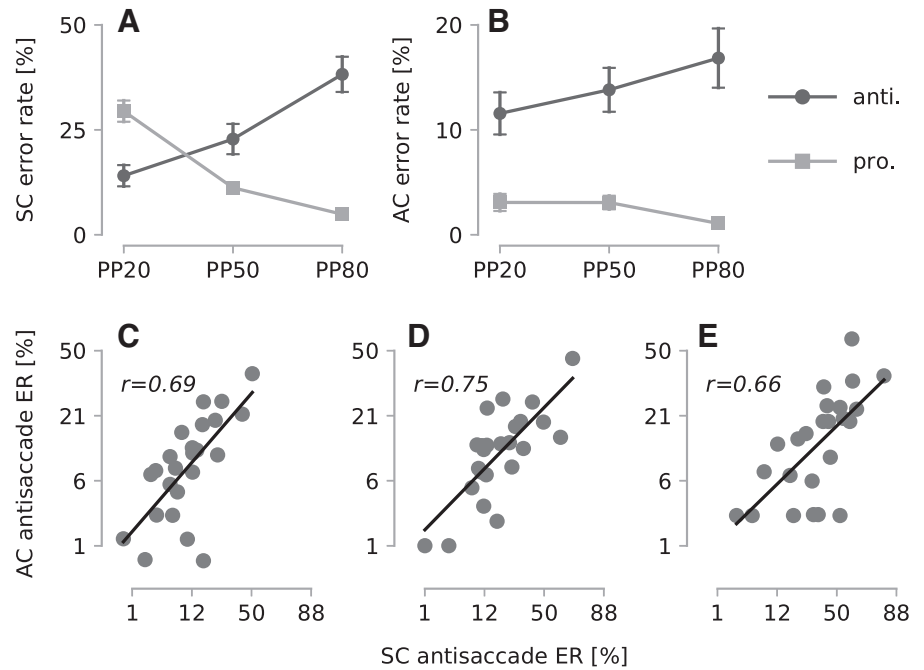 A
B
SC error rate [%]
50
25
0
PP20 PP50 PP80
AC error rate [%]
20
10
0
PP20 PP50 PP80
anti.
pro.
C
D
E
AC antisaccade ER [%]
50
21
6
1
r=0.69
1 12 50 88
50
21
6
1
r=0.75
1 12 50 88
50
21
6
1
r=0.66
1 12 50 88
SC antisaccade ER [%]